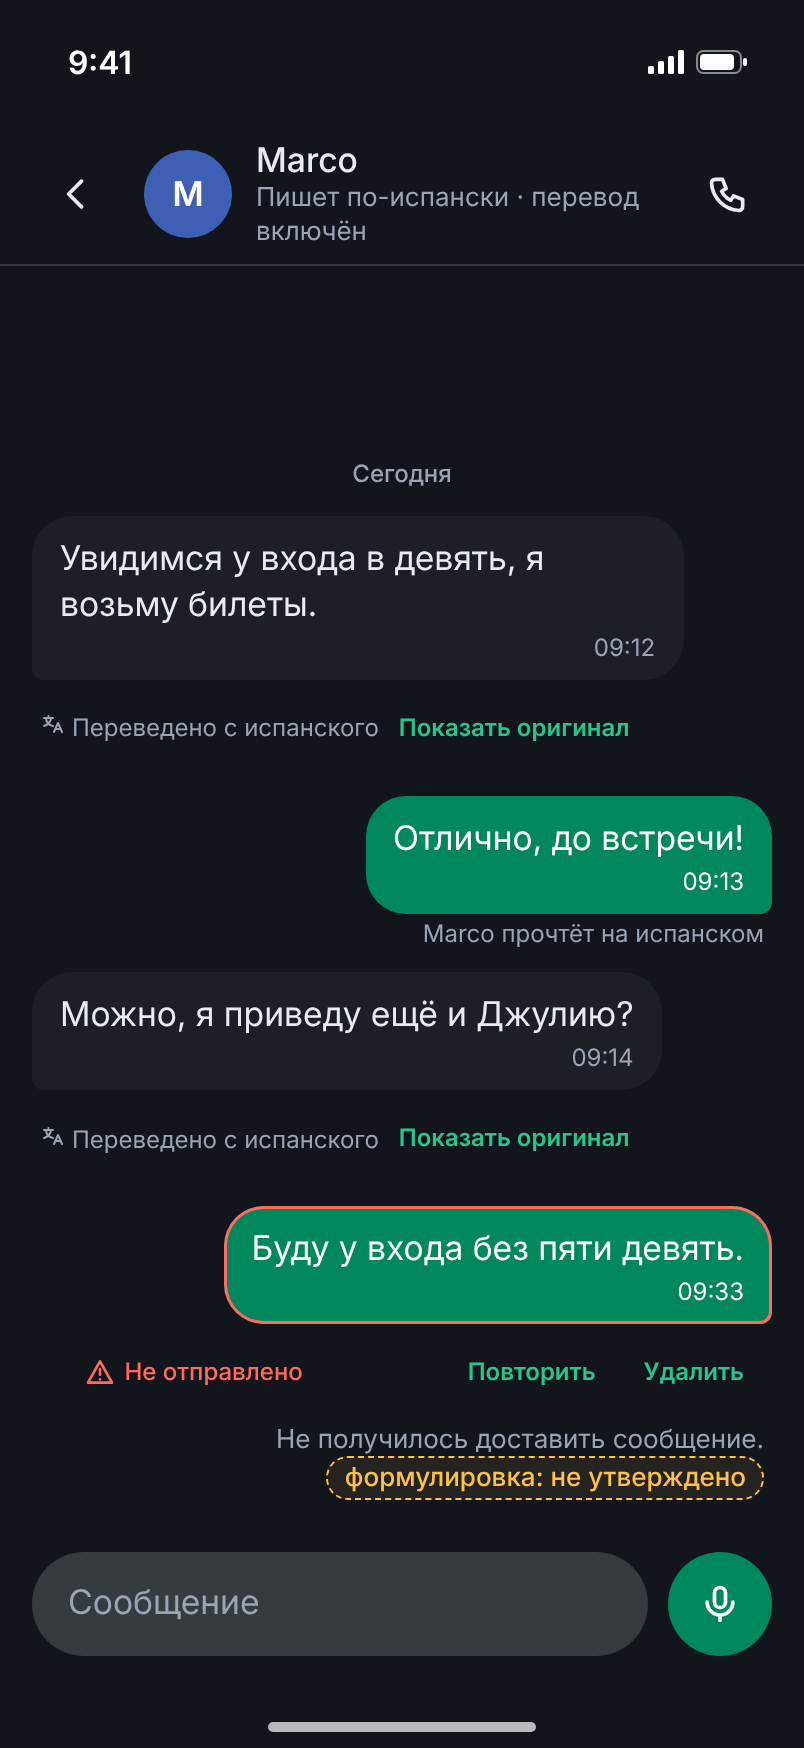 9:41
M
Marco
Пишет по-испански · перевод
включён
Сегодня
Увидимся у входа в девять, я
возьму билеты.
09:12
Переведено с испанского Показать оригинал
Отлично, до встречи!
09:13
Marco прочтёт на испанском
Можно, я приведу ещё и Джулию?
09:14
Переведено с испанского Показать оригинал
Буду у входа без пяти девять.
09:33
Не отправлено Повторить Удалить
Не получилось доставить сообщение.
формулировка: не утверждено
Сообщение